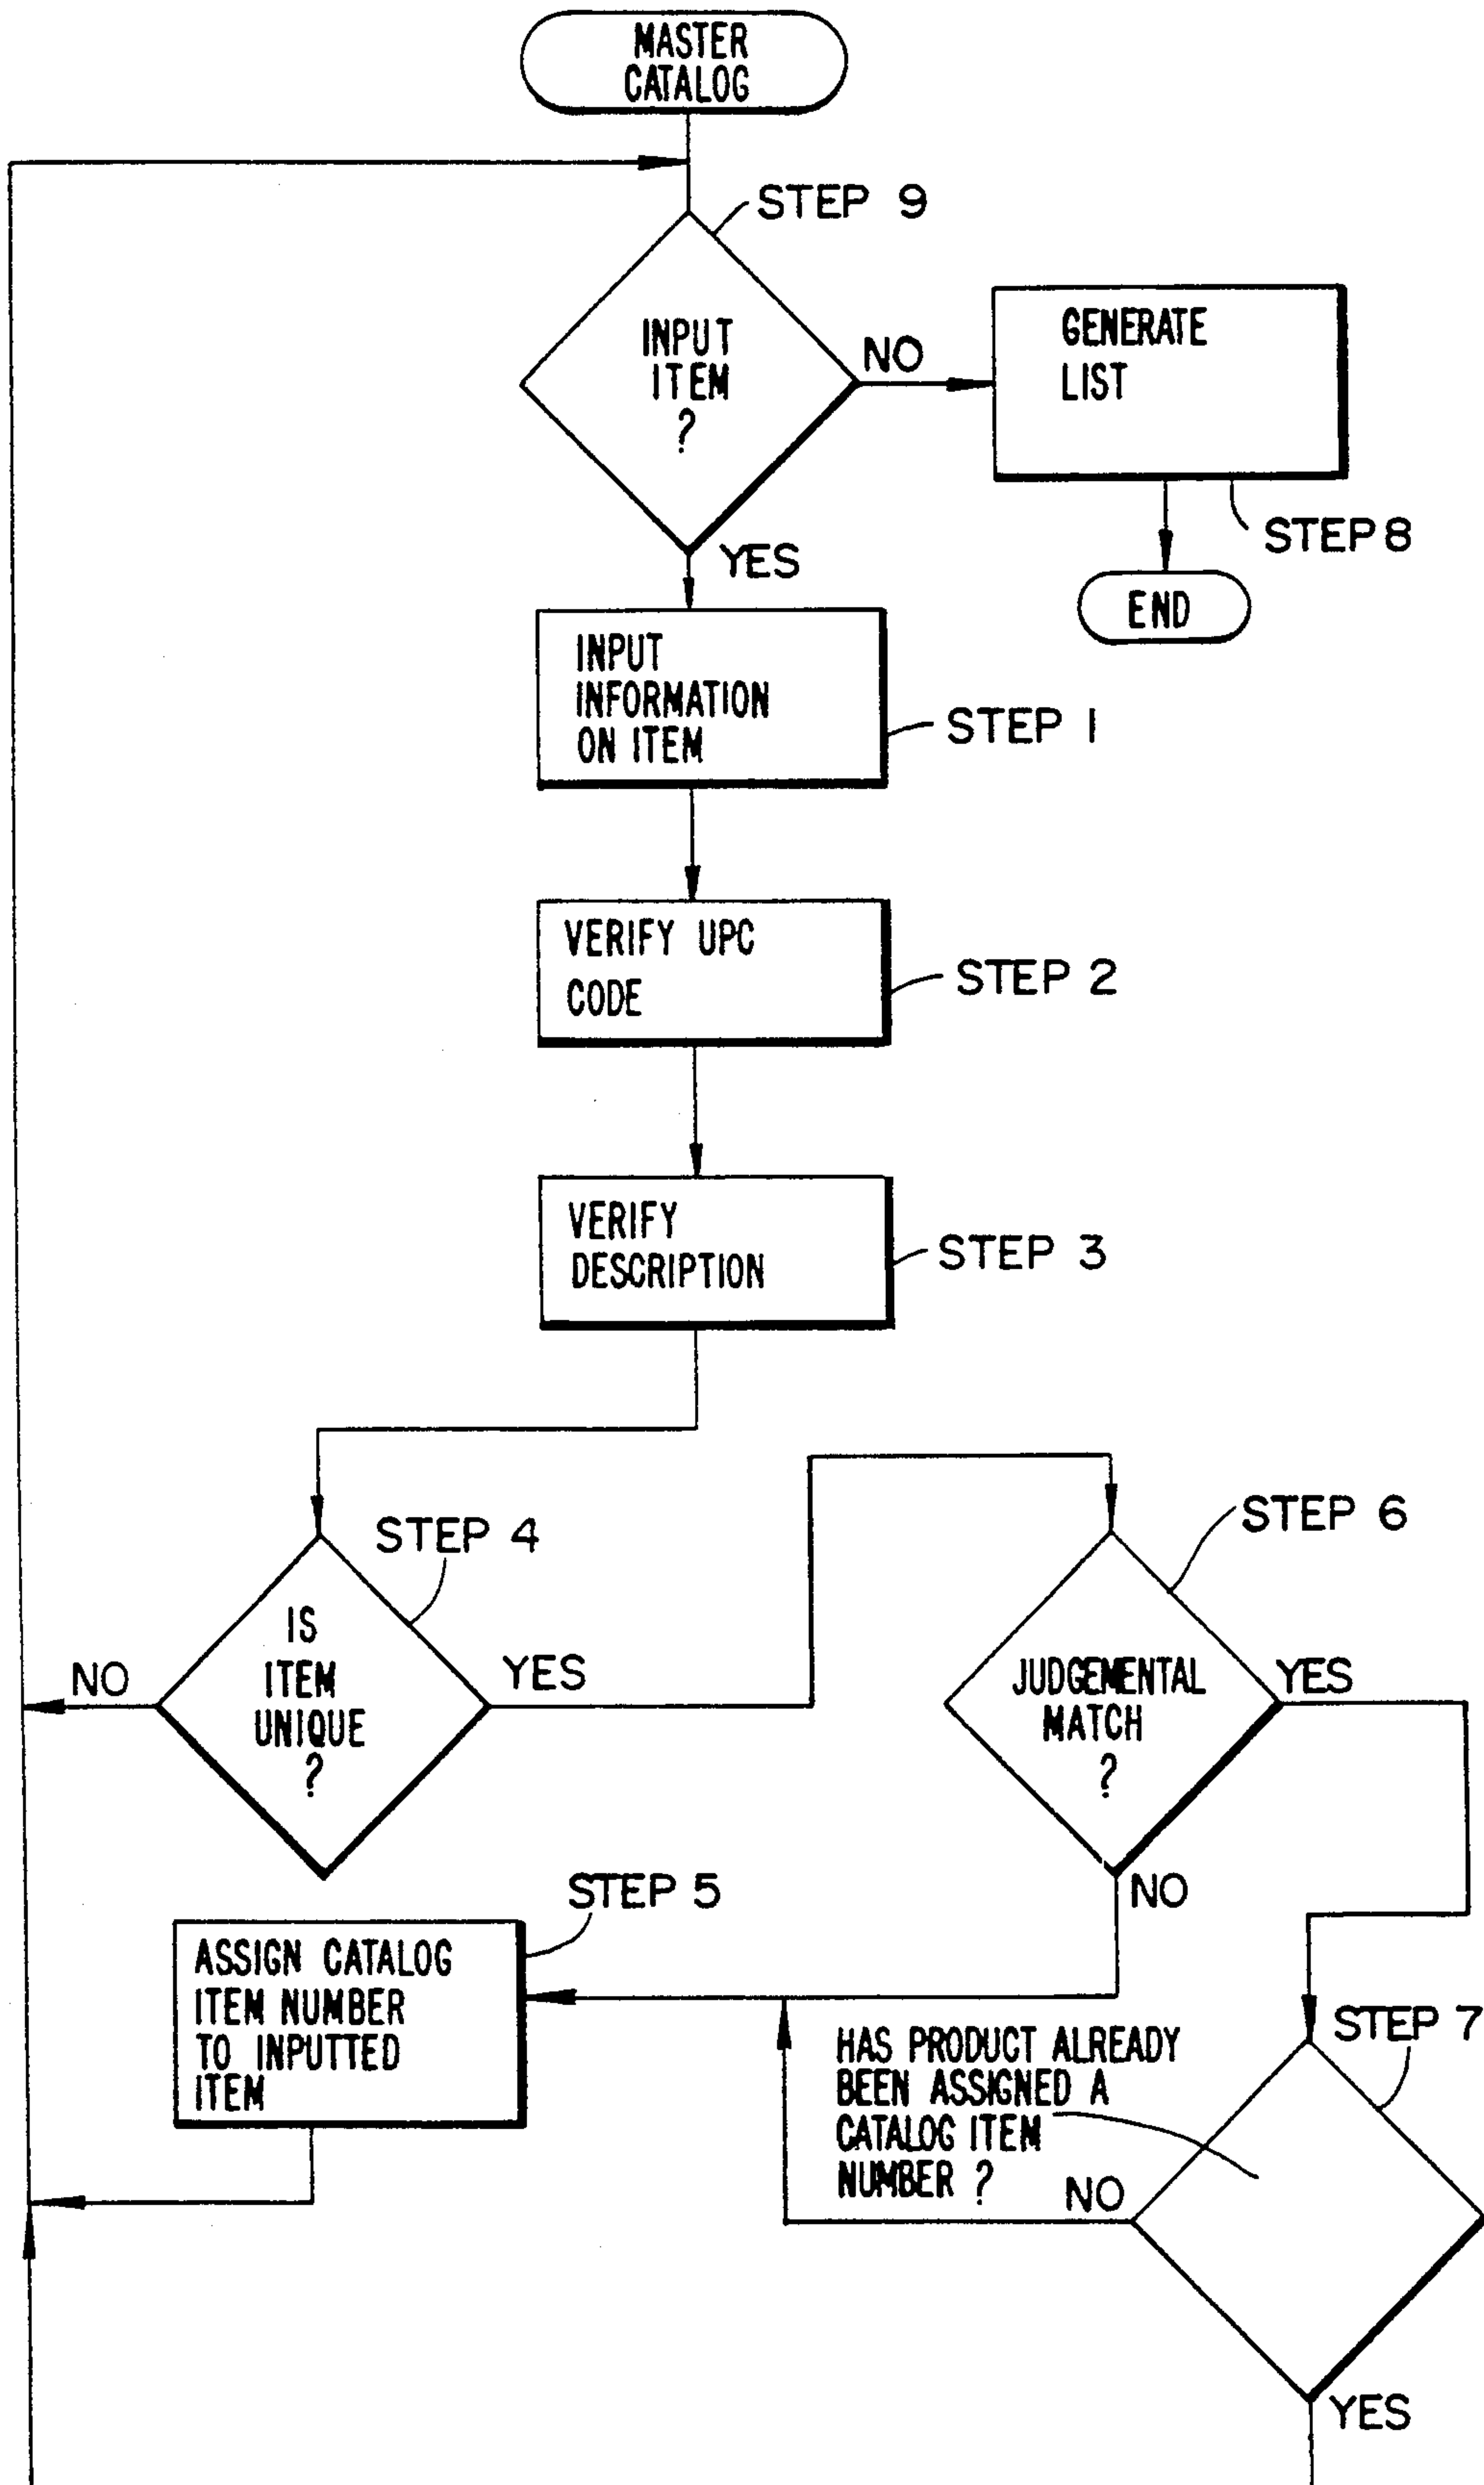 MASTER
CATALOG
STEP 9
INPUT
ITEM
?
NO
GENERATE
LIST
STEP 8
END
YES
INPUT
INFORMATION
ON ITEM
STEP 1
VERIFY UPC
CODE
STEP 2
VERIFY
DESCRIPTION
STEP 3
STEP 4
IS
ITEM
UNIQUE
?
NO
YES
STEP 6
JUDGEMENTAL
MATCH
?
YES
NO
STEP 5
ASSIGN CATALOG
ITEM NUMBER
TO INPUTTED
ITEM
STEP 7
HAS PRODUCT ALREADY
BEEN ASSIGNED A
CATALOG ITEM
NUMBER ?
NO
YES